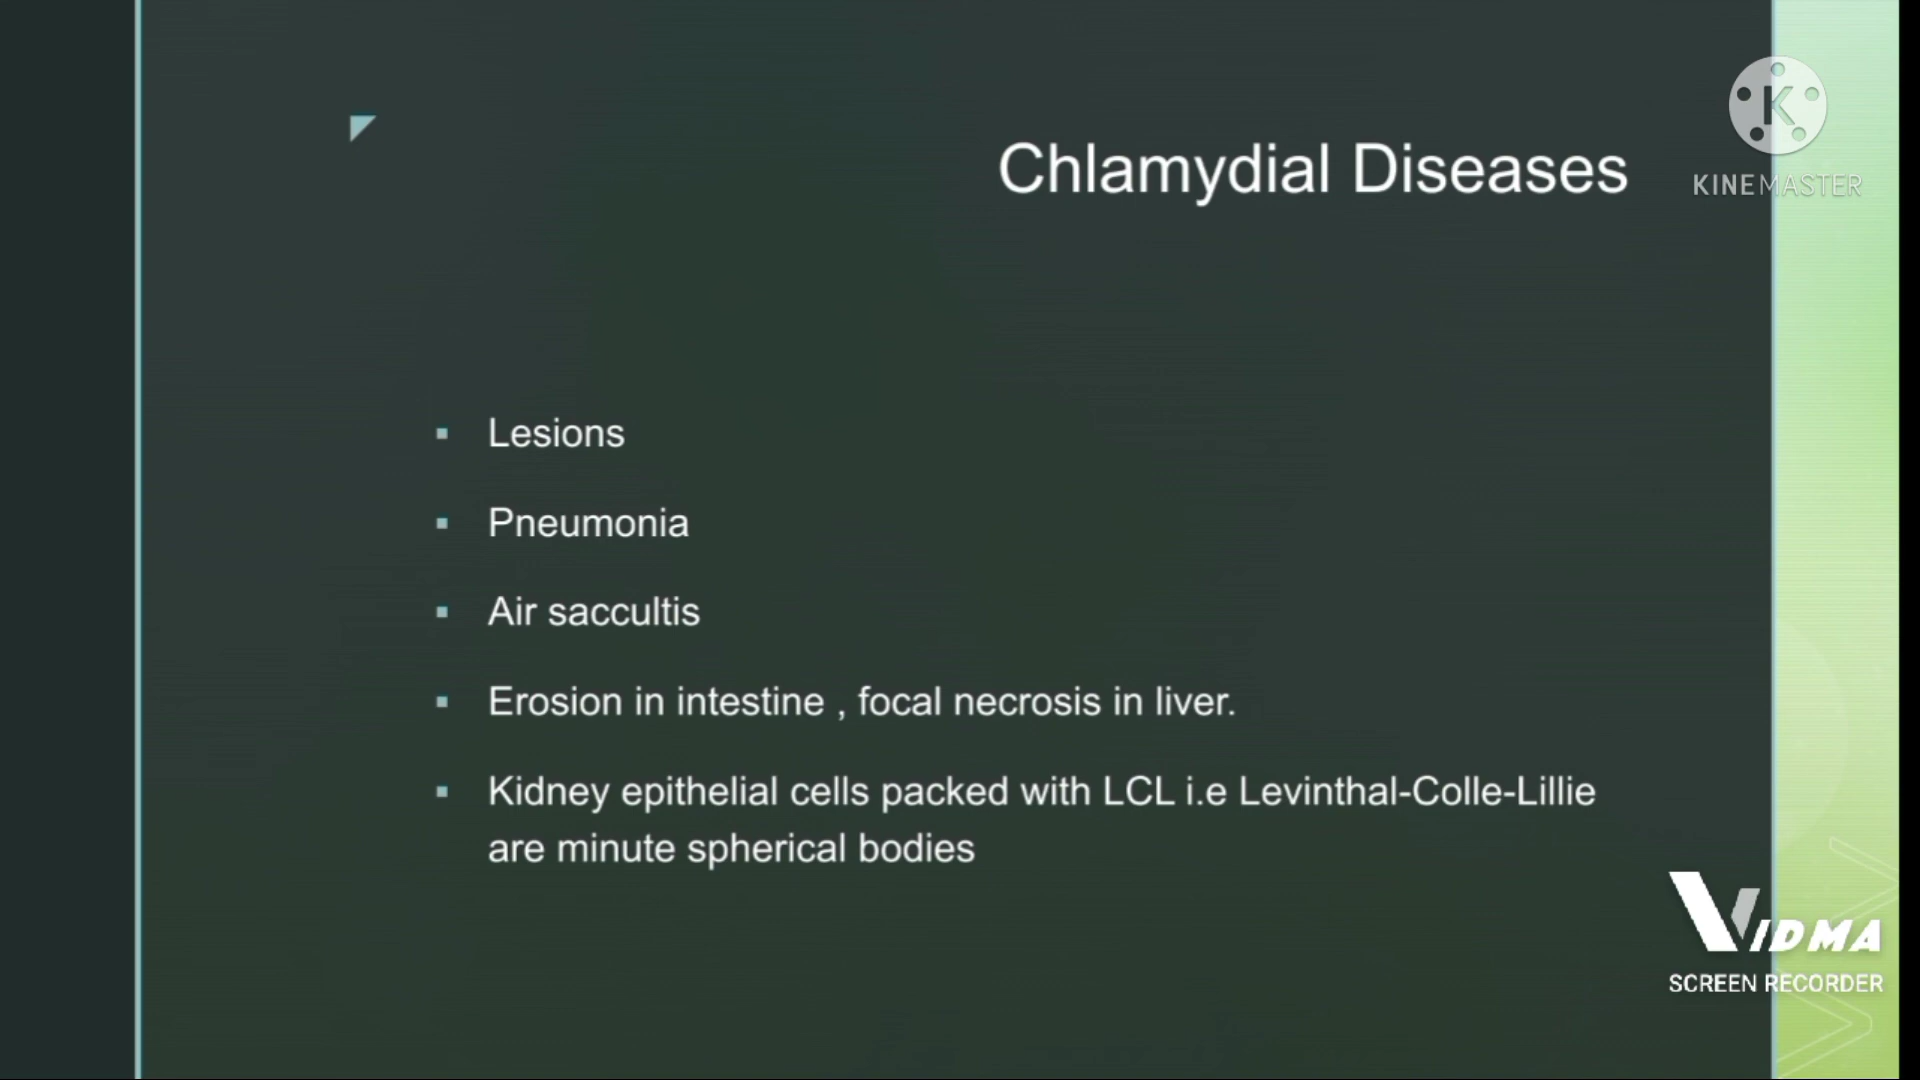 K
KINEMASTER
Chlamydial Diseases
▪ Lesions
▪ Pneumonia
▪ Air saccultis
▪ Erosion in intestine , focal necrosis in liver.
▪ Kidney epithelial cells packed with LCL i.e Levinthal-Colle-Lillie
are minute spherical bodies
VIDMA
SCREEN RECORDER